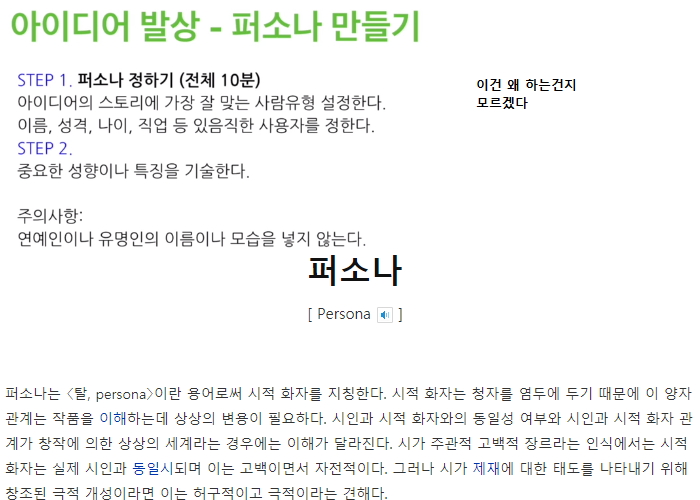 아이디어 발상 - 퍼소나 만들기
STEP 1. 퍼소나 정하기 (전체 10분)
아이디어의 스토리에 가장 잘 맞는 사람유형 설정한다.
이름, 성격, 나이, 직업 등 있음직한 사용자를 정한다.
STEP 2.
중요한 성향이나 특징을 기술한다.
주의사항:
연예인이나 유명인의 이름이나 모습을 넣지 않는다.
이건 왜 하는건지
모르겠다
퍼소나
[ Persona ]
퍼소나는 〈탈, persona〉이란 용어로써 시적 화자를 지칭한다. 시적 화자는 청자를 염두에 두기 때문에 이 양자
관계는 작품을 이해하는데 상상의 변용이 필요하다. 시인과 시적 화자와의 동일성 여부와 시인과 시적 화자 관
계가 창작에 의한 상상의 세계라는 경우에는 이해가 달라진다. 시가 주관적 고백적 장르라는 인식에서는 시적
화자는 실제 시인과 동일시되며 이는 고백이면서 자전적이다. 그러나 시가 제재에 대한 태도를 나타내기 위해
창조된 극적 개성이라면 이는 허구적이고 극적이라는 견해다.